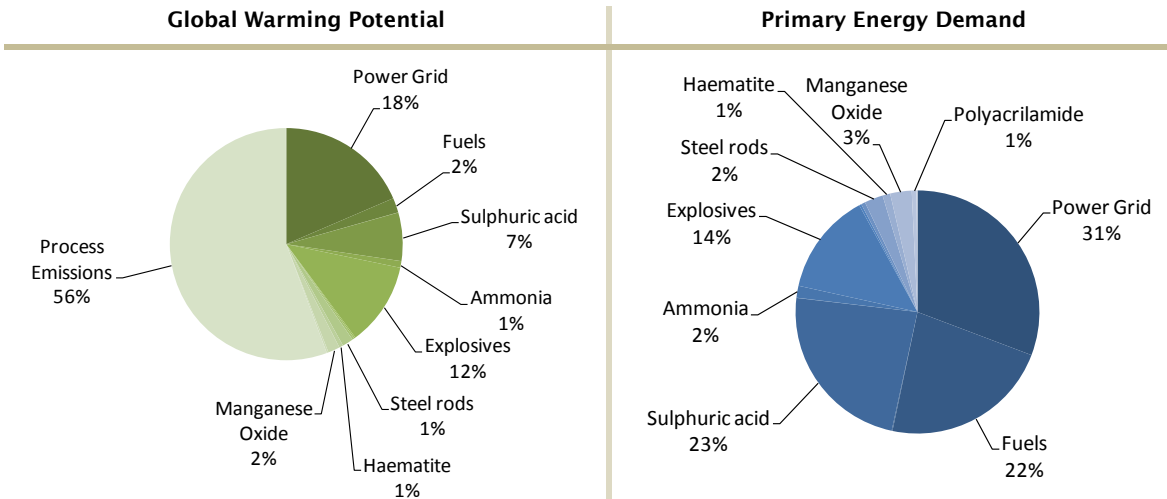 Global Warming Potential
Power Grid
18%
Fuels
2%
Sulphuric acid
7%
Ammonia
1%
Explosives
12%
Steel rods
1%
Haematite
1%
Manganese
Oxide
2%
Process
Emissions
56%
Primary Energy Demand
Haematite
1%
Manganese
Oxide
3%
Polyacrilamide
1%
Steel rods
2%
Power Grid
31%
Explosives
14%
Ammonia
2%
Sulphuric acid
23%
Fuels
22%